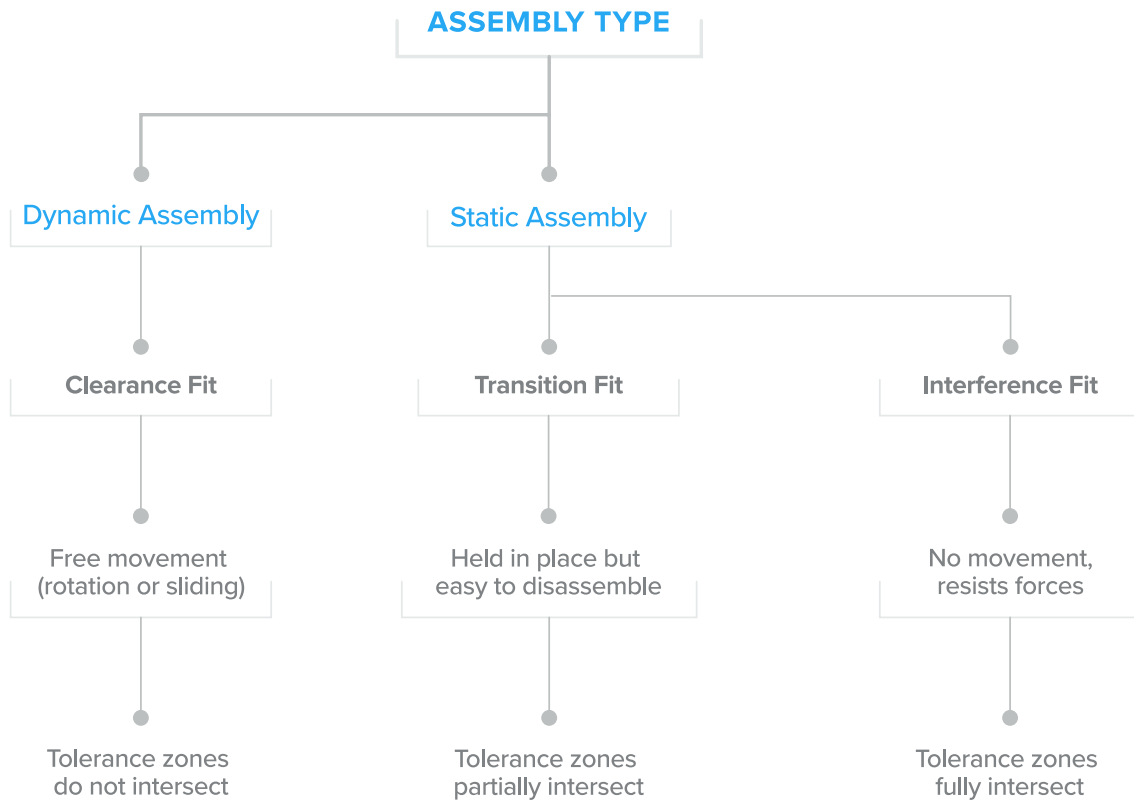 ASSEMBLY TYPE
Dynamic Assembly
Static Assembly
Clearance Fit
Transition Fit
Interference Fit
Free movement
(rotation or sliding)
Held in place but
easy to disassemble
No movement,
resists forces
Tolerance zones
do not intersect
Tolerance zones
partially intersect
Tolerance zones
fully intersect